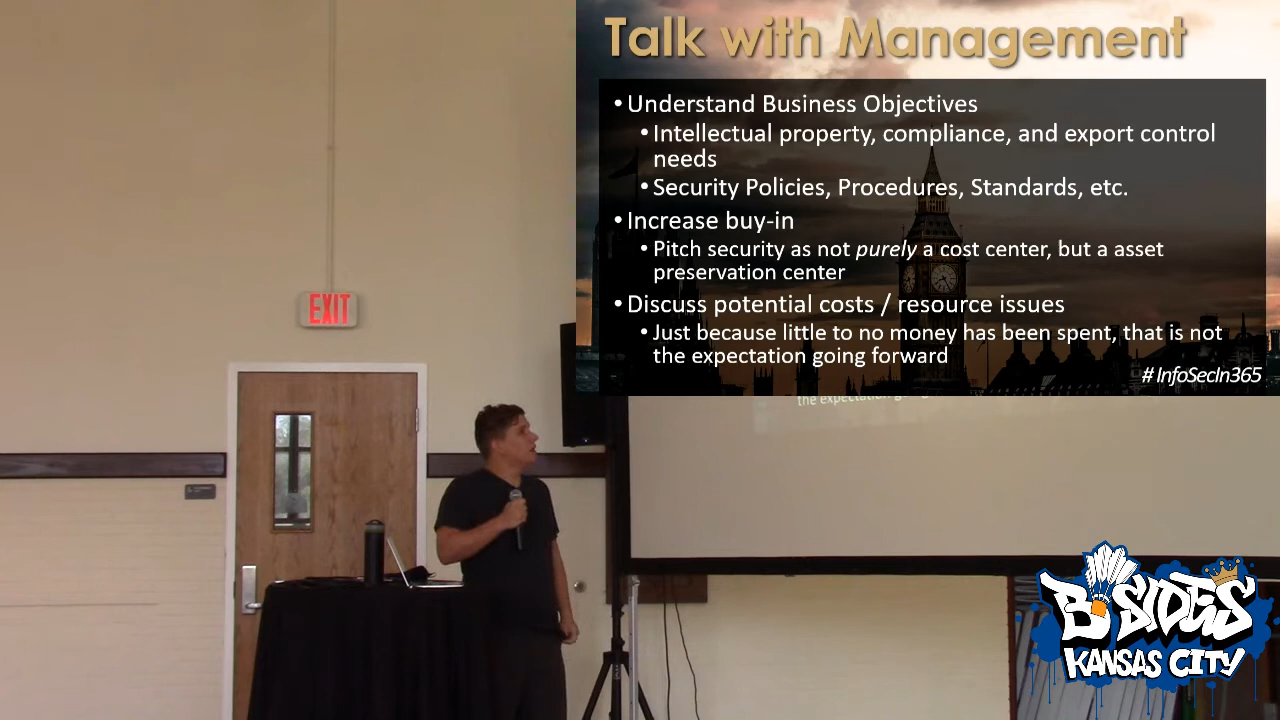 Talk with Management
• Understand Business Objectives
• Intellectual property, compliance, and export control
needs
• Security Policies, Procedures, Standards, etc.
• Increase buy-in
• Pitch security as not purely a cost center, but a asset
preservation center
• Discuss potential costs / resource issues
• Just because little to no money has been spent, that is not
the expectation going forward
# InfoSecIn365
EXIT
the expectation
B-SIDES
KANSAS CITY